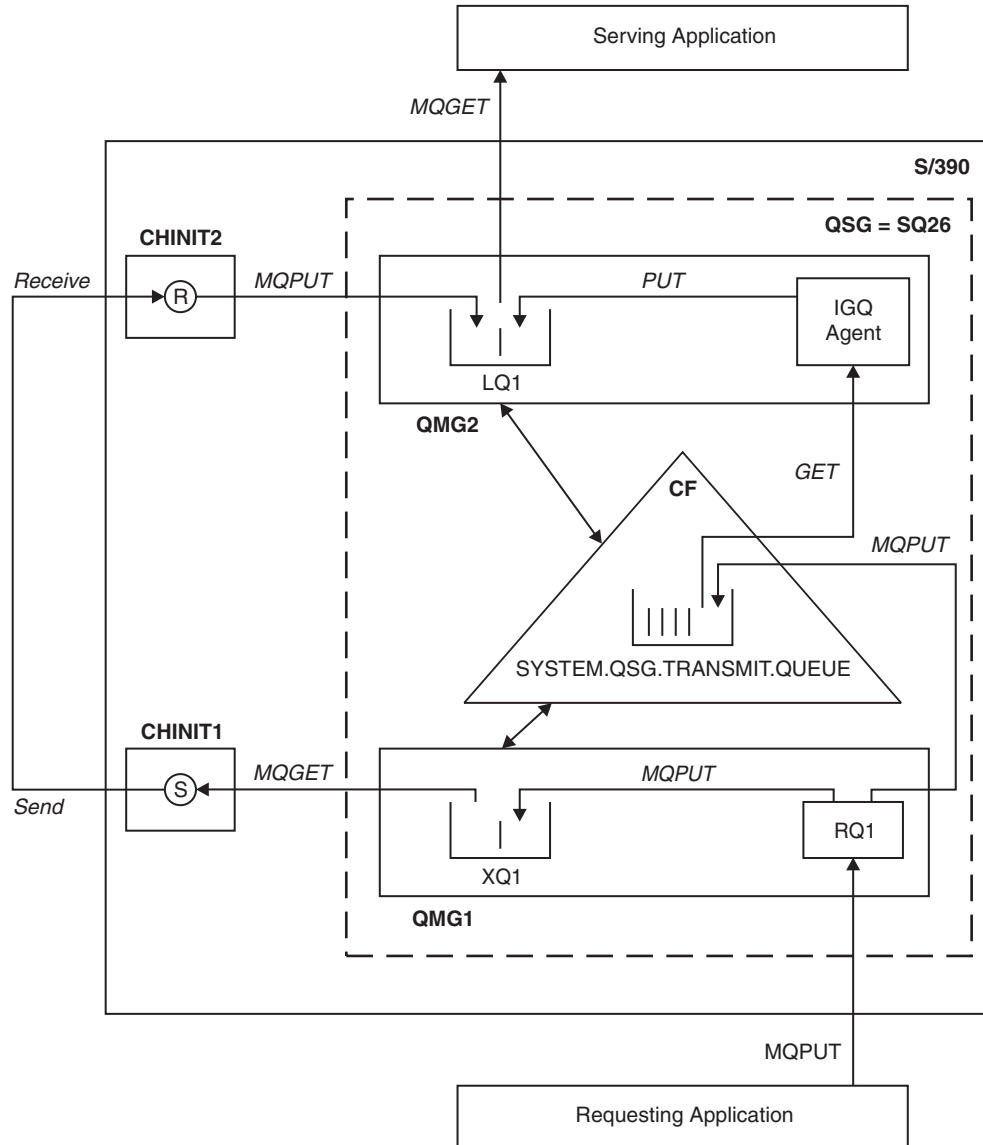 Serving Application
MQGET
S/390
QSG = SQ26
CHINIT2
Receive
MQPUT
PUT
R
IGQ
Agent
LQ1
QMG2
GET
CF
MQPUT
SYSTEM.QSG.TRANSMIT.QUEUE
CHINIT1
MQGET
MQPUT
S
Send
RQ1
XQ1
QMG1
MQPUT
Requesting Application